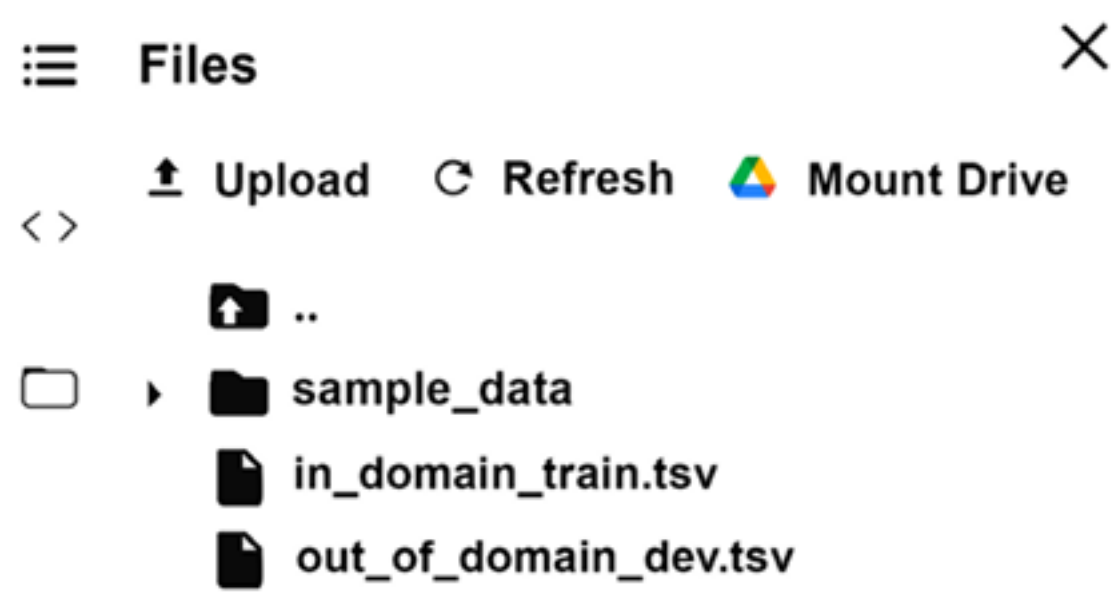 Files
Upload Refresh Mount Drive
..
sample_data
in_domain_train.tsv
out_of_domain_dev.tsv